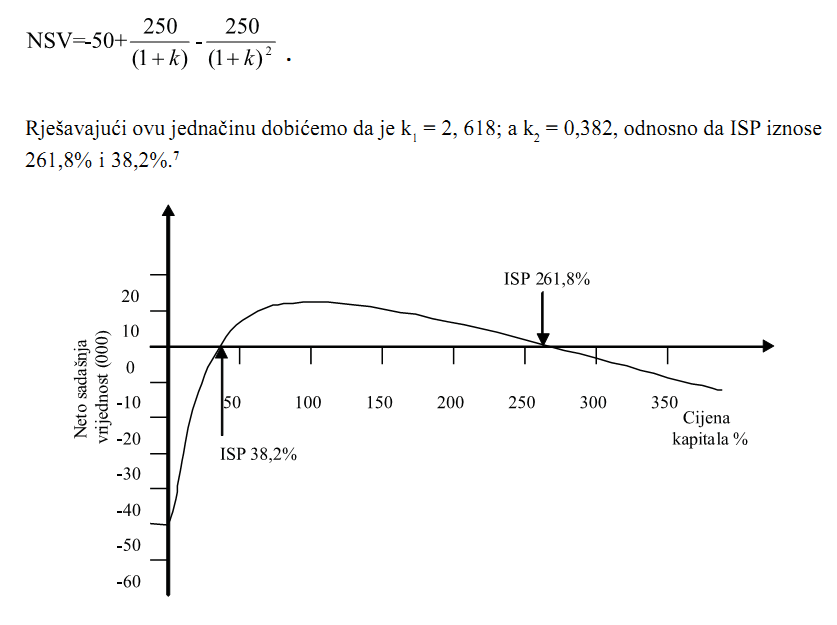 NSV=-50+250/(1+k)-250/(1+k)².
Rješavajući ovu jednačinu dobićemo da je k₁ = 2, 618; a k₂ = 0,382, odnosno da ISP iznose
261,8% i 38,2%.⁷
ISP 261,8%
20
10
0
-10
-20
-30
-40
-50
-60
Neto sadašnja
vrijednost (000)
50 100 150 200 250 300 350
Cijena
kapitala %
ISP 38,2%